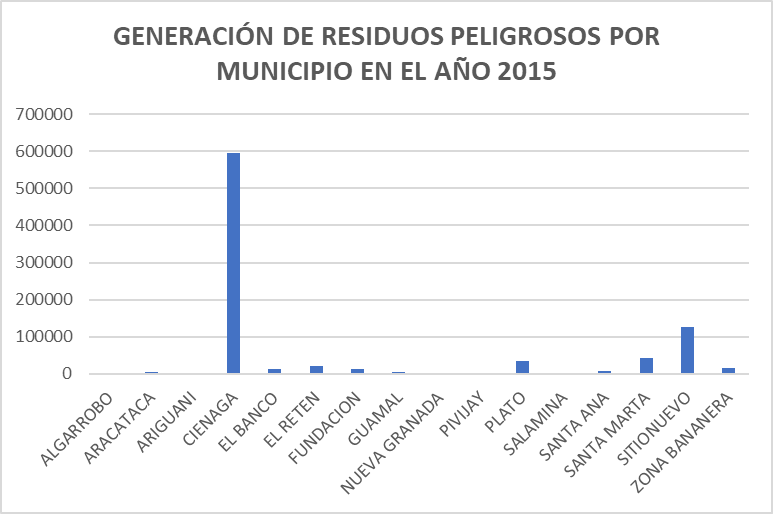 GENERACIÓN DE RESIDUOS PELIGROSOS POR
MUNICIPIO EN EL AÑO 2015
700000
600000
500000
400000
300000
200000
100000
0
ALGARROBO
ARACATACA
ARIGUANI
CIENAGA
EL BANCO
EL RETEN
FUNDACION
GUAMAL
NUEVA GRANADA
PIVIJAY
PLATO
SALAMINA
SANTA ANA
SANTA MARTA
SITIONUEVO
ZONA BANANERA